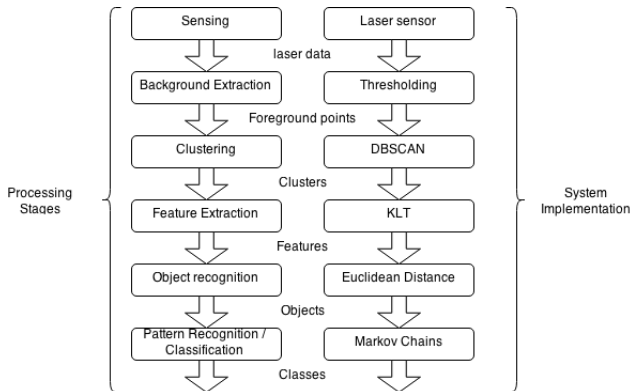 Sensing
Laser sensor
laser data
Background Extraction
Thresholding
Foreground points
Clustering
DBSCAN
Clusters
Processing
Stages
System
Implementation
Feature Extraction
KLT
Features
Object recognition
Euclidean Distance
Objects
Pattern Recognition /
Classification
Markov Chains
Classes